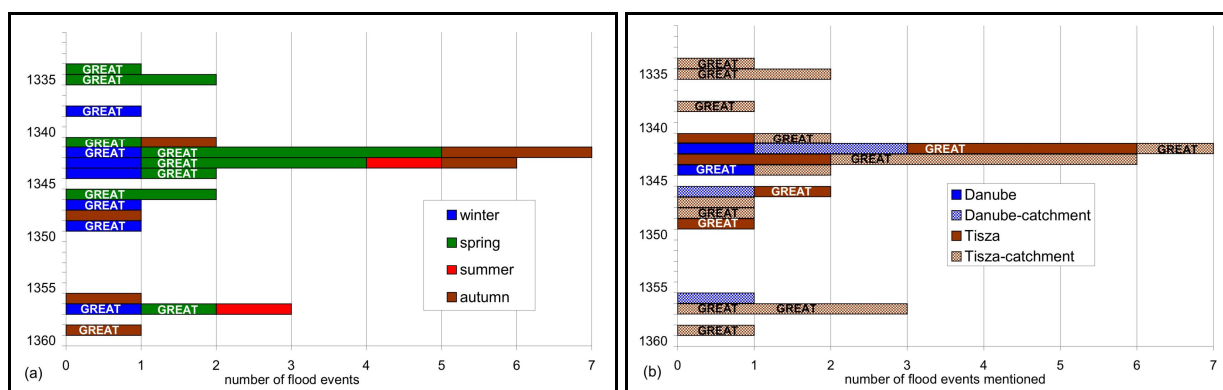 GREAT
1335
GREAT
GREAT
1340
GREAT
GREAT GREAT
GREAT
1345
GREAT
GREAT
GREAT
1350
GREAT
winter
spring
summer
autumn
1355
GREAT GREAT
GREAT
1360
0 1 2 3 4 5 6 7
(a) number of flood events
GREAT
1335
GREAT
GREAT
1340
GREAT
GREAT GREAT
GREAT
1345
GREAT
GREAT
GREAT
1350
GREAT
Danube
Danube-catchment
Tisza
Tisza-catchment
1355
GREAT GREAT
GREAT
1360
0 1 2 3 4 5 6 7
(b) number of flood events mentioned